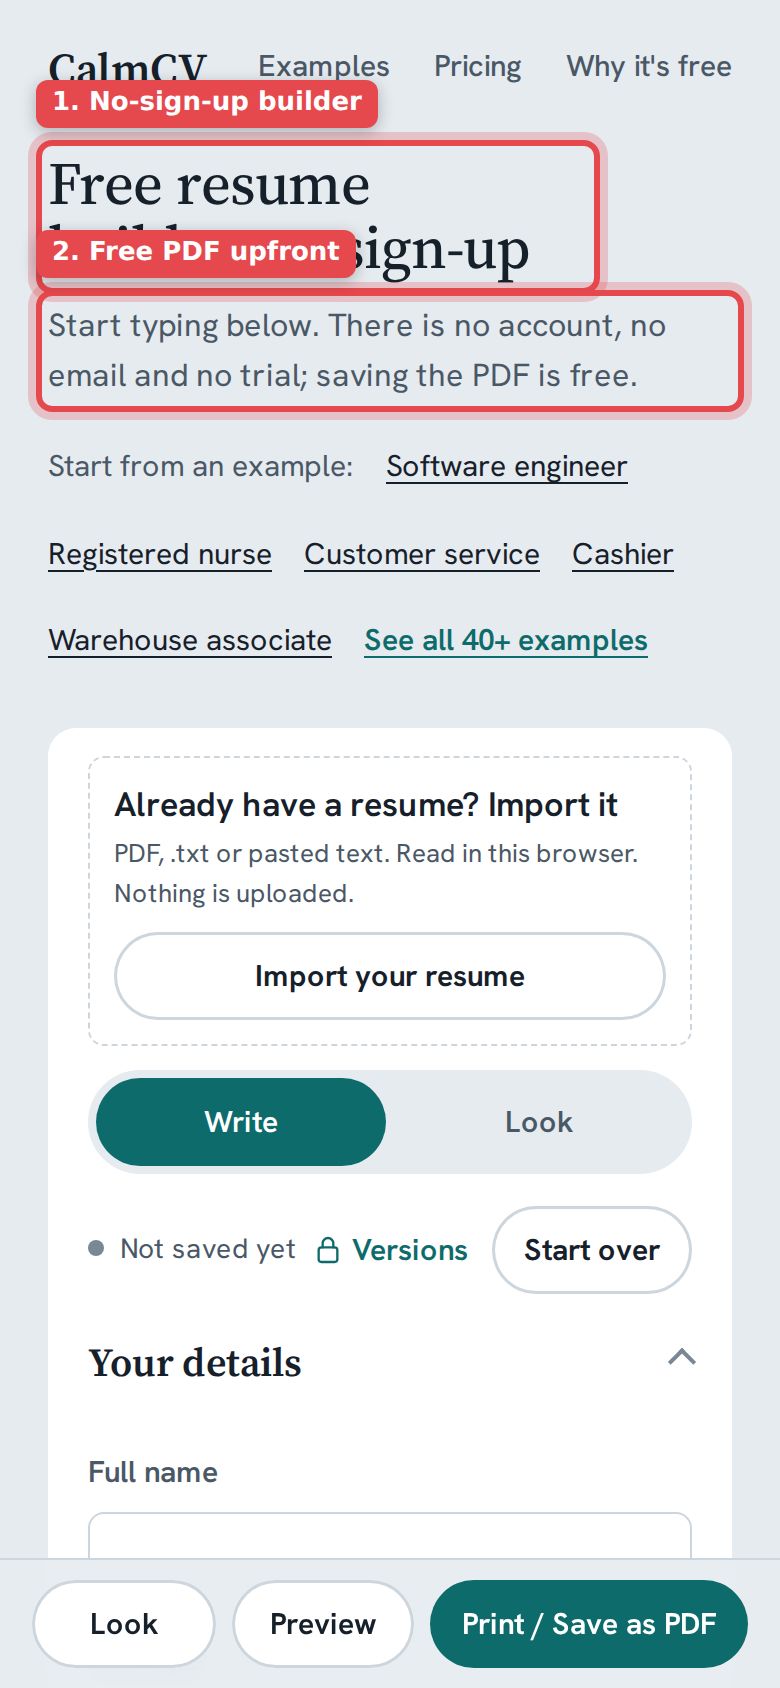 CalmCV Examples Pricing Why it's free
1. No-sign-up builder
Free resume
2. Free PDF upfront sign-up
Start typing below. There is no account, no
email and no trial; saving the PDF is free.
Start from an example: Software engineer
Registered nurse Customer service Cashier
Warehouse associate See all 40+ examples
Already have a resume? Import it
PDF, .txt or pasted text. Read in this browser.
Nothing is uploaded.
Import your resume
Write Look
Not saved yet Versions Start over
Your details
Full name
Look Preview Print / Save as PDF